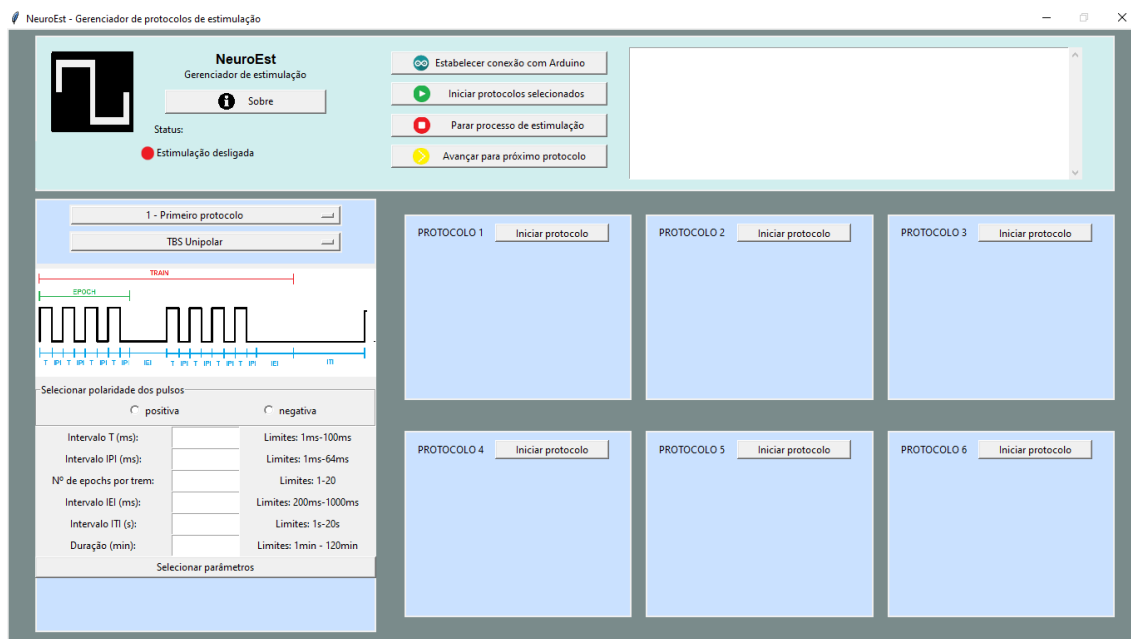 NeuroEst - Gerenciador de protocolos de estimulação
NeuroEst
Gerenciador de estimulação
Sobre
Status:
Estimulação desligada
Estabelecer conexão com Arduino
Iniciar protocolos selecionados
Parar processo de estimulação
Avançar para próximo protocolo
1 - Primeiro protocolo
TBS Unipolar
TRAIN
EPOCH
T IPI T IPI T IPI T IPI IEI T IPI T IPI T IPI T IPI IEI ITI
Selecionar polaridade dos pulsos
positiva negativa
Intervalo T (ms): Limites: 1ms-100ms
Intervalo IPI (ms): Limites: 1ms-64ms
Nº de epochs por trem: Limites: 1-20
Intervalo IEI (ms): Limites: 200ms-1000ms
Intervalo ITI (s): Limites: 1s-20s
Duração (min): Limites: 1min - 120min
Selecionar parâmetros
PROTOCOLO 1 Iniciar protocolo
PROTOCOLO 2 Iniciar protocolo
PROTOCOLO 3 Iniciar protocolo
PROTOCOLO 4 Iniciar protocolo
PROTOCOLO 5 Iniciar protocolo
PROTOCOLO 6 Iniciar protocolo